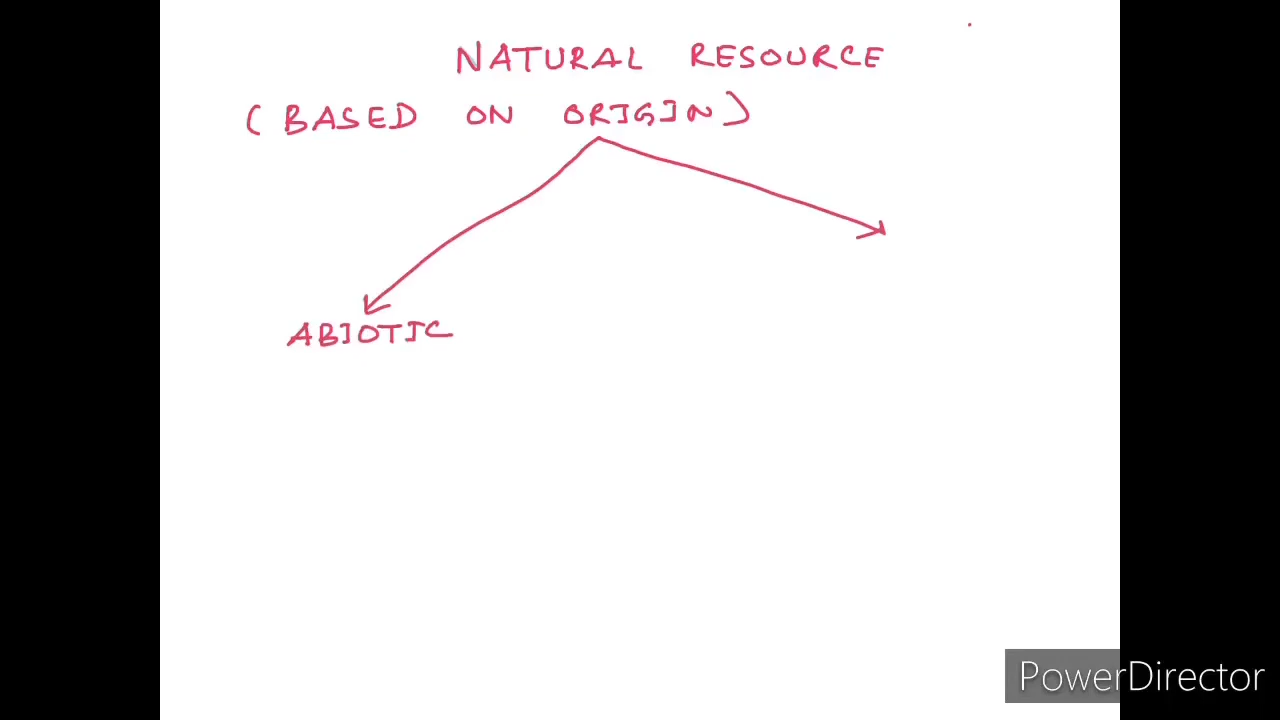 NATURAL RESOURCE
(BASED ON ORIGIN)
ABIOTIC
PowerDirector